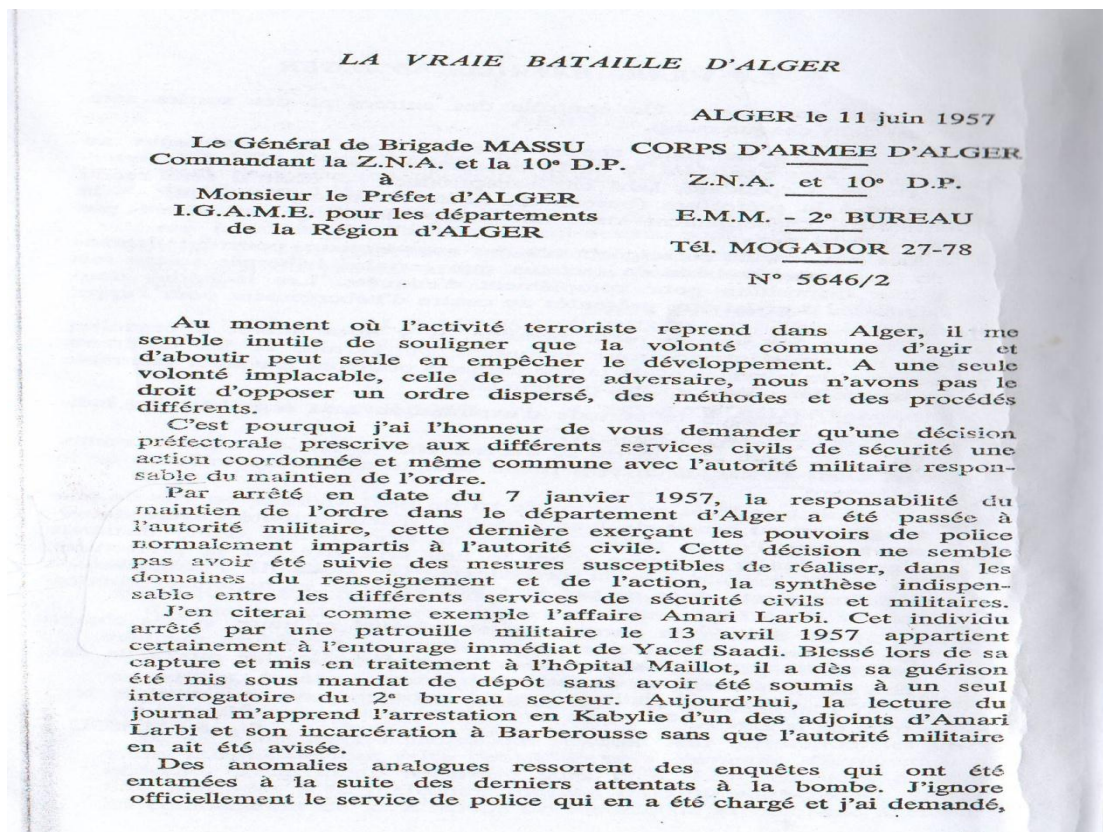 LA VRAIE BATAILLE D'ALGER
ALGER le 11 juin 1957
Le Général de Brigade MASSU
Commandant la Z.N.A. et la 10e D.P.
à
Monsieur le Préfet d'ALGER
I.G.A.M.E. pour les départements
de la Région d'ALGER
CORPS D'ARMEE D'ALGER
Z.N.A. et 10e D.P.
E.M.M. - 2e BUREAU
Tél. MOGADOR 27-78
N° 5646/2
Au moment où l'activité terroriste reprend dans Alger, il me
semble inutile de souligner que la volonté commune d'agir et
d'aboutir peut seule en empêcher le développement. A une seule
volonté implacable, celle de notre adversaire, nous n'avons pas le
droit d'opposer un ordre dispersé, des méthodes et des procédés
différents.
C'est pourquoi j'ai l'honneur de vous demander qu'une décision
préfectorale prescrive aux différents services civils de sécurité une
action coordonnée et même commune avec l'autorité militaire respon-
sable du maintien de l'ordre.
Par arrêté en date du 7 janvier 1957, la responsabilité du
maintien de l'ordre dans le département d'Alger a été passée à
l'autorité militaire, cette dernière exerçant les pouvoirs de police
normalement impartis à l'autorité civile. Cette décision ne semble
pas avoir été suivie des mesures susceptibles de réaliser, dans les
domaines du renseignement et de l'action, la synthèse indispen-
sable entre les différents services de sécurité civils et militaires.
J'en citerai comme exemple l'affaire Amari Larbi. Cet individu
arrêté par une patrouille militaire le 13 avril 1957 appartient
certainement à l'entourage immédiat de Yacef Saadi. Blessé lors de sa
capture et mis en traitement à l'hôpital Maillot, il a dès sa guérison
été mis sous mandat de dépôt sans avoir été soumis à un seul
interrogatoire du 2e bureau secteur. Aujourd'hui, la lecture du
journal m'apprend l'arrestation en Kabylie d'un des adjoints d'Amari
Larbi et son incarcération à Barberousse sans que l'autorité militaire
en ait été avisée.
Des anomalies analogues ressortent des enquêtes qui ont été
entamées à la suite des derniers attentats à la bombe. J'ignore
officiellement le service de police qui en a été chargé et j'ai demandé,